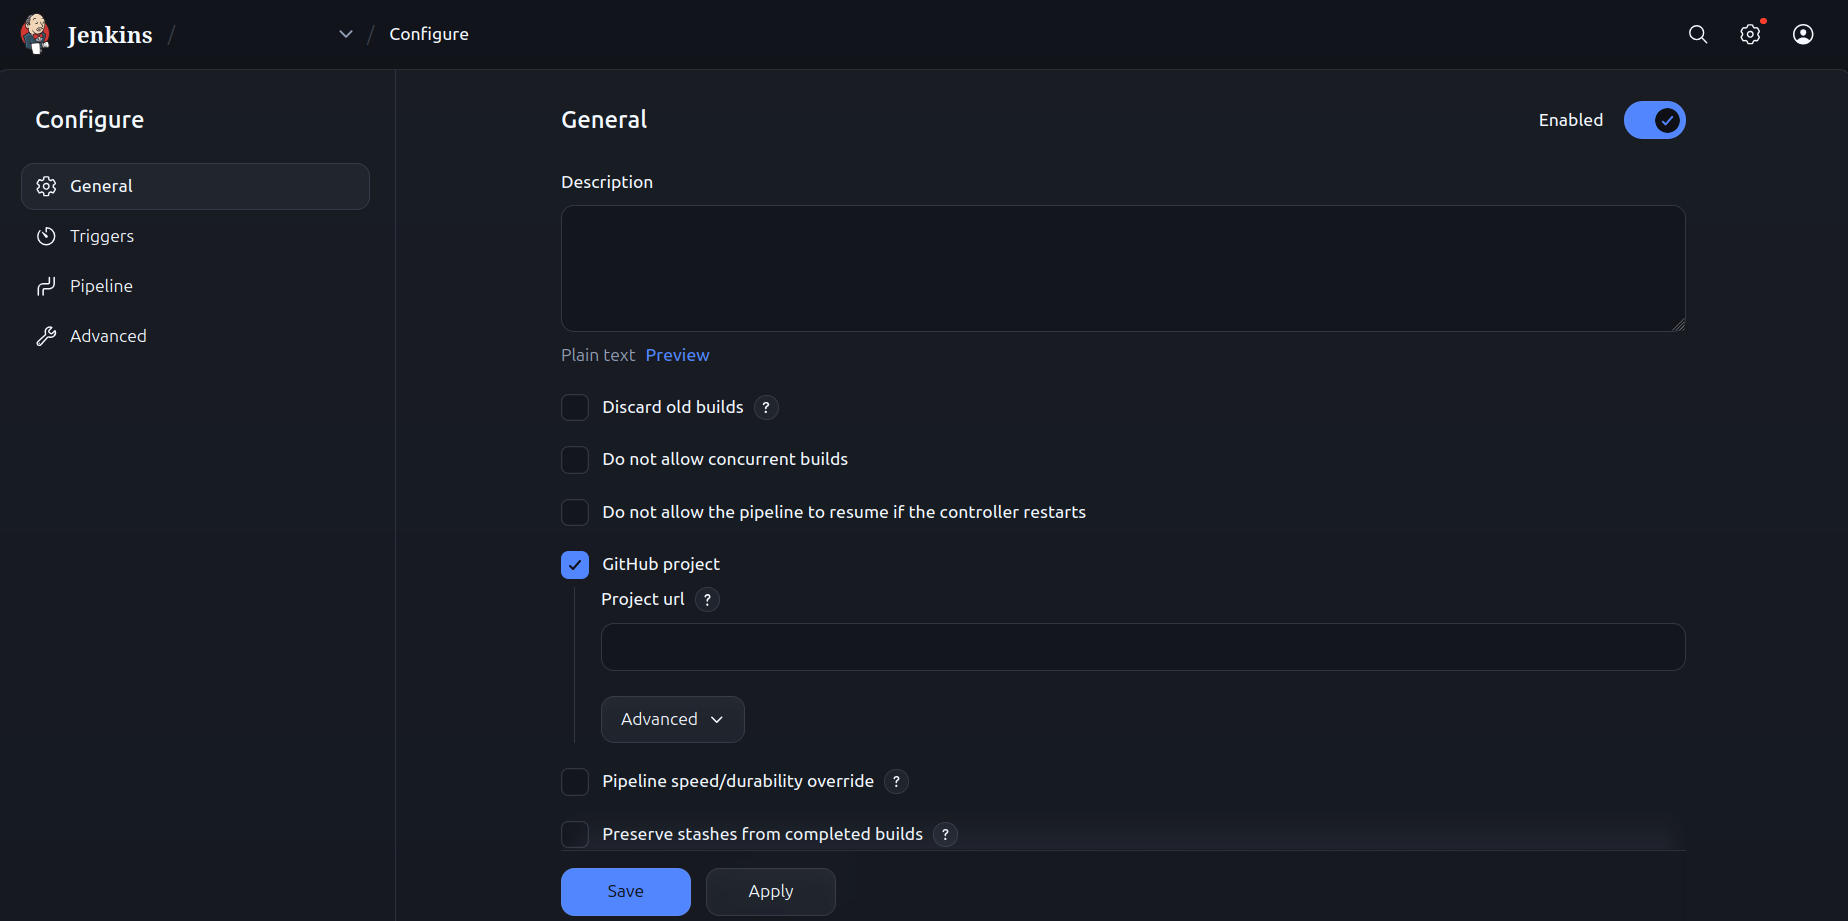 Jenkins / / Configure
Configure
General
Triggers
Pipeline
Advanced
General
Enabled
Description
Plain text Preview
Discard old builds ?
Do not allow concurrent builds
Do not allow the pipeline to resume if the controller restarts
GitHub project
Project url ?
Advanced
Pipeline speed/durability override ?
Preserve stashes from completed builds ?
Save Apply